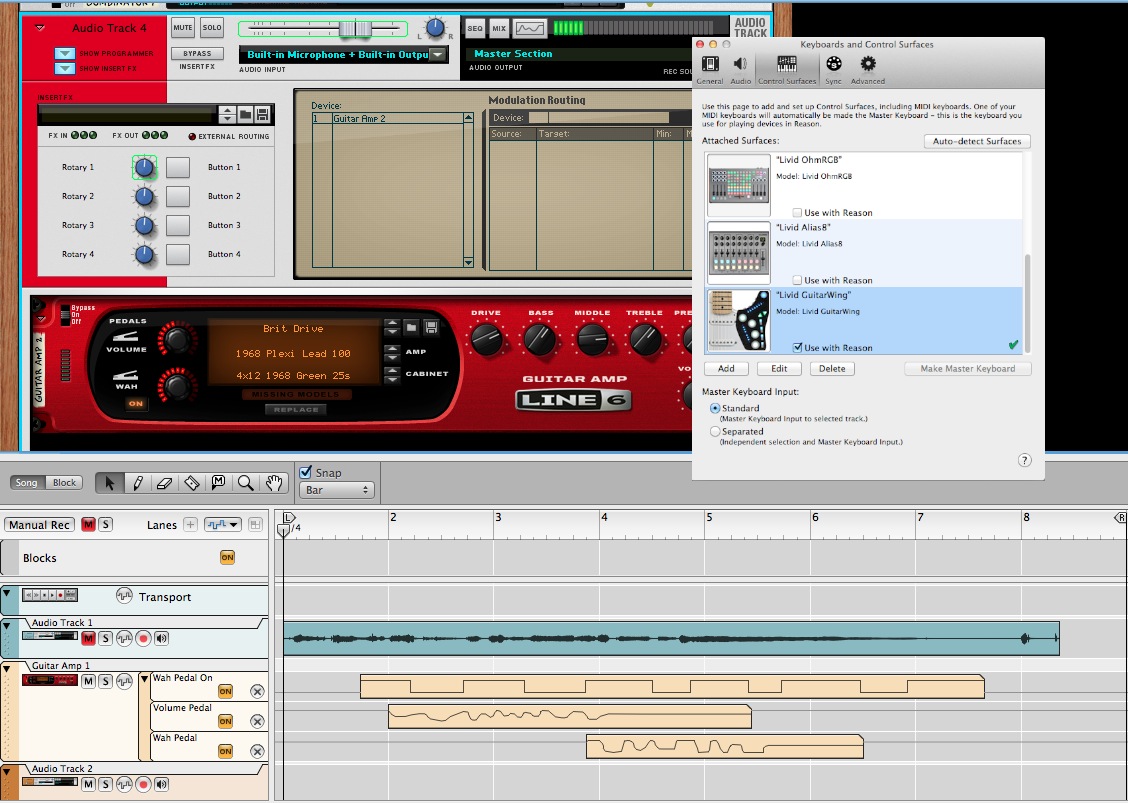 Audio Track 4
MUTE
SOLO
L
R
SEQ
MIX
AUDIO
TRACK
SHOW PROGRAMMER
SHOW INSERT FX
BYPASS
INSERT FX
Built-in Microphone + Built-in Outpu
AUDIO INPUT
Master Section
AUDIO OUTPUT
INSERT FX
FX IN
FX OUT
EXTERNAL ROUTING
Rotary 1
Button 1
Rotary 2
Button 2
Rotary 3
Button 3
Rotary 4
Button 4
Device:
1 Guitar Amp 2
Modulation Routing
Device:
Source:
Target:
Min:
Keyboards and Control Surfaces
General
Audio
Control Surfaces
Sync
Advanced
Use this page to add and set up Control Surfaces, including MIDI keyboards. One of your
MIDI keyboards will automatically be made the Master Keyboard - this is the keyboard you
use for playing devices in Reason.
Attached Surfaces:
Auto-detect Surfaces
"Livid OhmRGB"
Model: Livid OhmRGB
Use with Reason
"Livid Alias8"
Model: Livid Alias8
Use with Reason
"Livid GuitarWing"
Model: Livid GuitarWing
Use with Reason
Add
Edit
Delete
Make Master Keyboard
Master Keyboard Input:
Standard
(Master Keyboard Input to selected track.)
Separated
(Independent selection and Master Keyboard Input.)
?
Bypass
On
Off
GUITAR AMP 2
PEDALS
VOLUME
WAH
ON
Brit Drive
1968 Plexi Lead 100
4x12 1968 Green 25s
MISSING MODELS
REPLACE
AMP
CABINET
DRIVE
BASS
MIDDLE
TREBLE
GUITAR AMP
LINE 6
Song
Block
Snap
Bar
Manual Rec
M
S
Lanes
L
/4
2
3
4
5
6
7
8
R
Blocks
ON
Transport
Audio Track 1
M
S
Guitar Amp 1
M
S
Wah Pedal On
ON
Volume Pedal
ON
Wah Pedal
ON
Audio Track 2
M
S